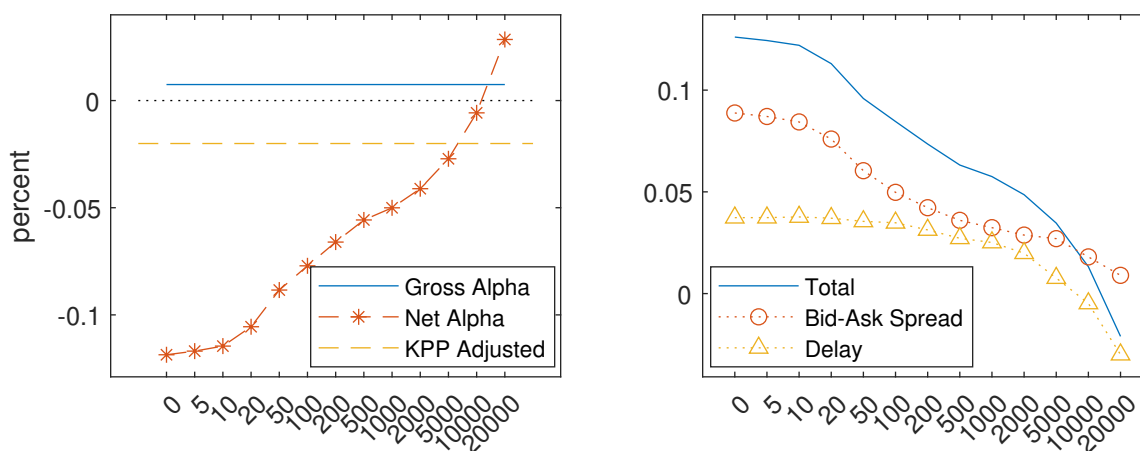 percent
0
-0.05
-0.1
Gross Alpha
Net Alpha
KPP Adjusted
0 5 10 20 50 100 200 500 1000 2000 5000 10000 20000
0.1
0.05
0
Total
Bid-Ask Spread
Delay
0 5 10 20 50 100 200 500 1000 2000 5000 10000 20000